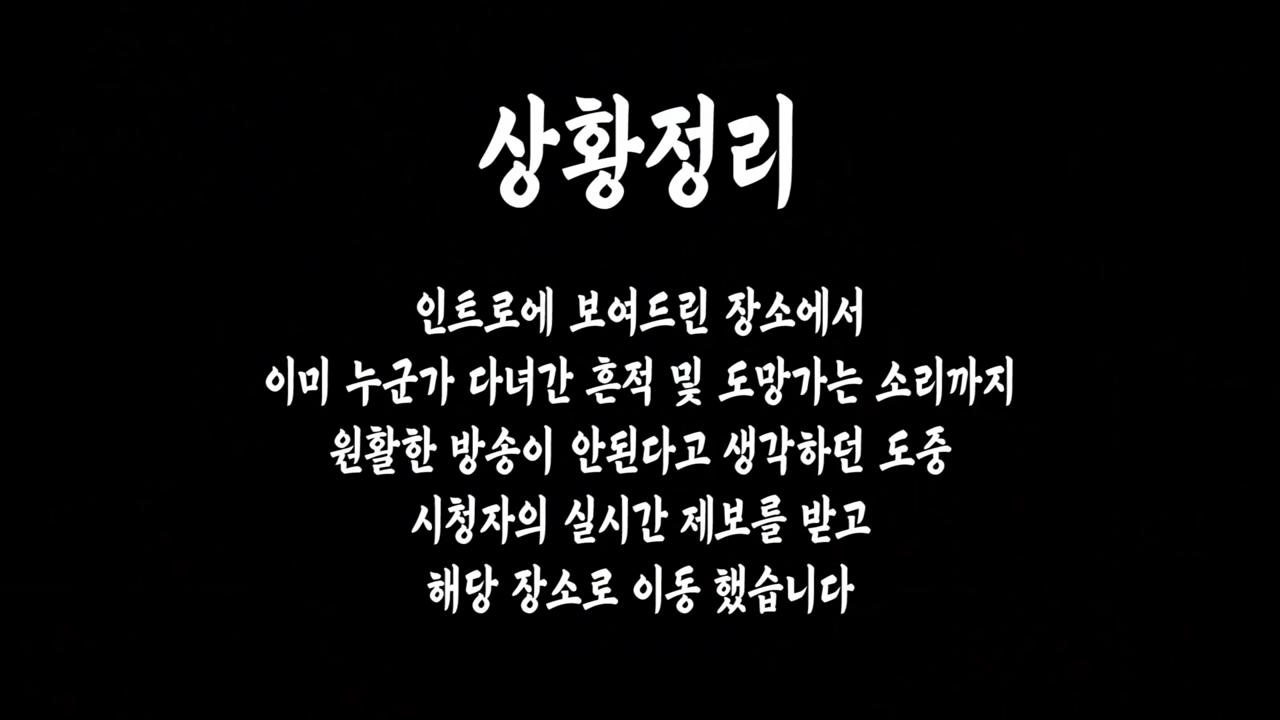 상황정리
인트로에 보여드린 장소에서
이미 누군가 다녀간 흔적 및 도망가는 소리까지
원활한 방송이 안된다고 생각하던 도중
시청자의 실시간 제보를 받고
해당 장소로 이동 했습니다